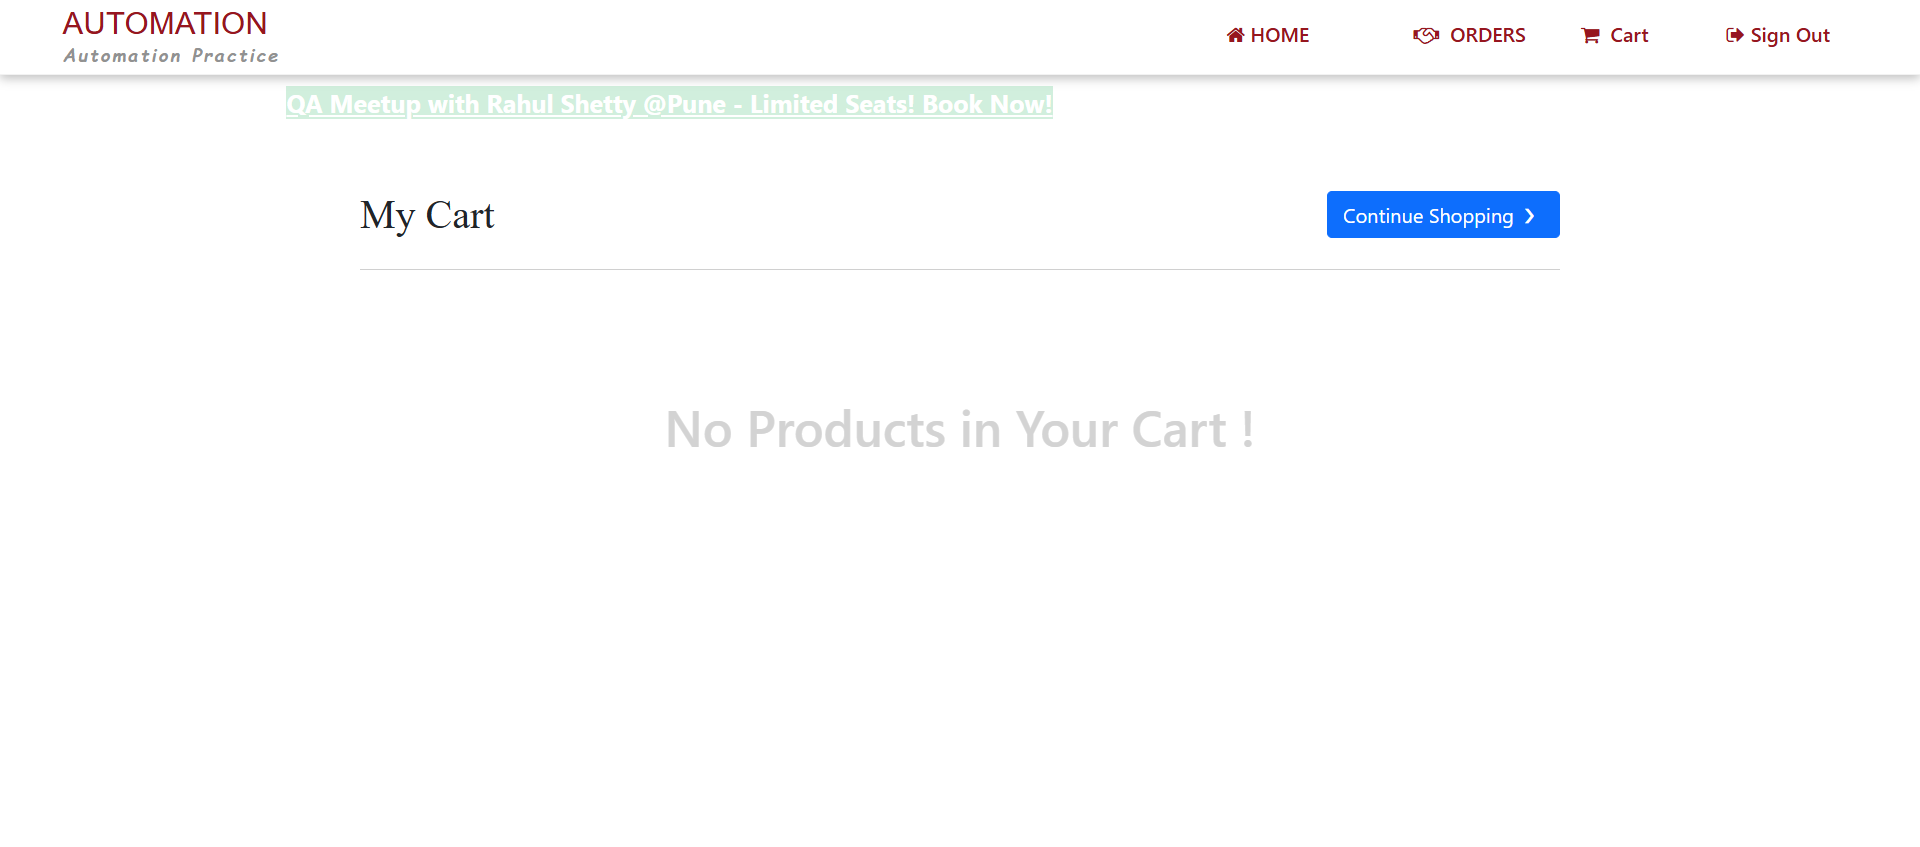 AUTOMATION
Automation Practice
HOME
ORDERS
Cart
Sign Out
QA Meetup with Rahul Shetty @Pune - Limited Seats! Book Now!
My Cart
Continue Shopping ❯
No Products in Your Cart !